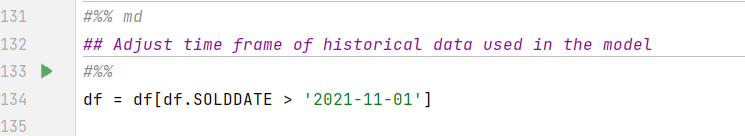 131 #%% md
132 ## Adjust time frame of historical data used in the model
133 #%%
134 df = df[df.SOLDDATE > '2021-11-01']
135